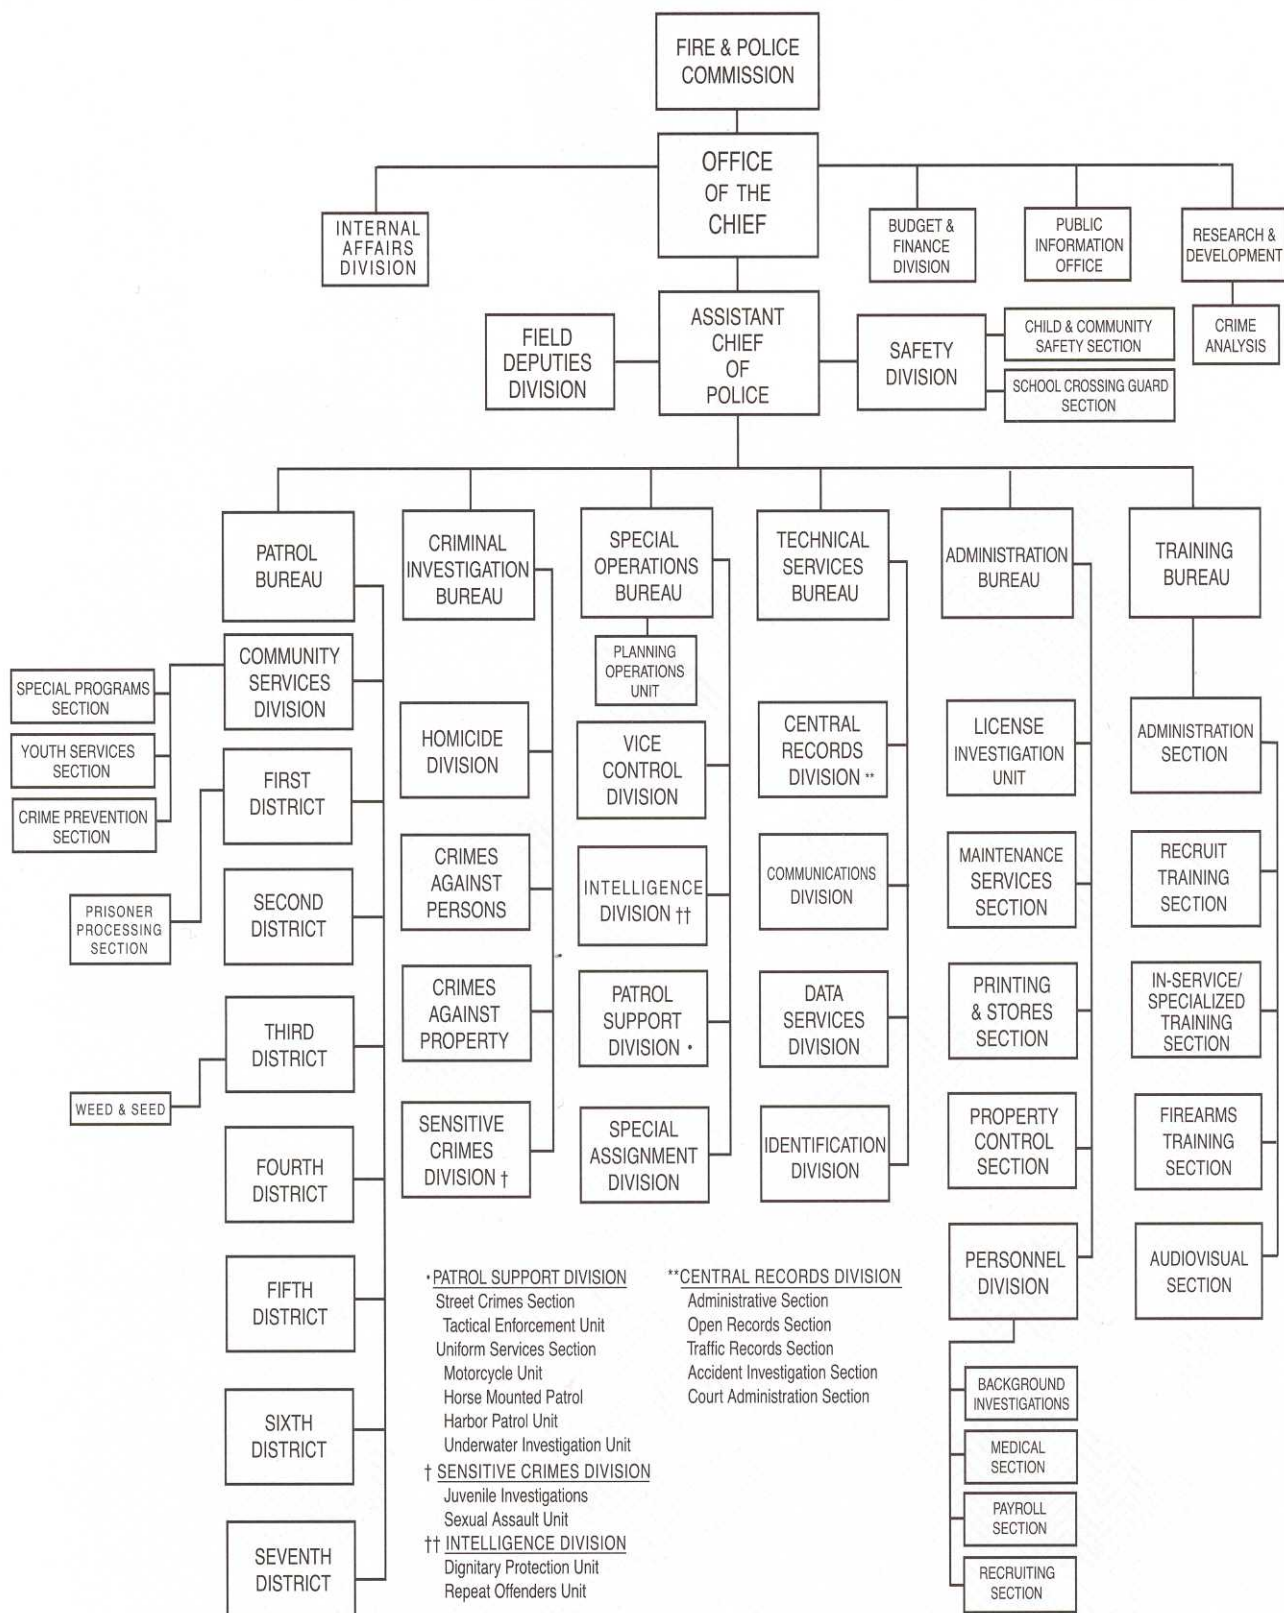 FIRE & POLICE
COMMISSION
OFFICE
OF THE
CHIEF
INTERNAL
AFFAIRS
DIVISION
BUDGET &
FINANCE
DIVISION
PUBLIC
INFORMATION
OFFICE
RESEARCH &
DEVELOPMENT
CRIME
ANALYSIS
ASSISTANT
CHIEF
OF
POLICE
FIELD
DEPUTIES
DIVISION
SAFETY
DIVISION
CHILD & COMMUNITY
SAFETY SECTION
SCHOOL CROSSING GUARD
SECTION
PATROL
BUREAU
COMMUNITY
SERVICES
DIVISION
SPECIAL PROGRAMS
SECTION
YOUTH SERVICES
SECTION
CRIME PREVENTION
SECTION
FIRST
DISTRICT
PRISONER
PROCESSING
SECTION
SECOND
DISTRICT
THIRD
DISTRICT
WEED & SEED
FOURTH
DISTRICT
FIFTH
DISTRICT
SIXTH
DISTRICT
SEVENTH
DISTRICT
CRIMINAL
INVESTIGATION
BUREAU
HOMICIDE
DIVISION
CRIMES
AGAINST
PERSONS
CRIMES
AGAINST
PROPERTY
SENSITIVE
CRIMES
DIVISION †
SPECIAL
OPERATIONS
BUREAU
PLANNING
OPERATIONS
UNIT
VICE
CONTROL
DIVISION
INTELLIGENCE
DIVISION ††
PATROL
SUPPORT
DIVISION •
SPECIAL
ASSIGNMENT
DIVISION
TECHNICAL
SERVICES
BUREAU
CENTRAL
RECORDS
DIVISION **
COMMUNICATIONS
DIVISION
DATA
SERVICES
DIVISION
IDENTIFICATION
DIVISION
ADMINISTRATION
BUREAU
LICENSE
INVESTIGATION
UNIT
MAINTENANCE
SERVICES
SECTION
PRINTING
& STORES
SECTION
PROPERTY
CONTROL
SECTION
PERSONNEL
DIVISION
BACKGROUND
INVESTIGATIONS
MEDICAL
SECTION
PAYROLL
SECTION
RECRUITING
SECTION
TRAINING
BUREAU
ADMINISTRATION
SECTION
RECRUIT
TRAINING
SECTION
IN-SERVICE/
SPECIALIZED
TRAINING
SECTION
FIREARMS
TRAINING
SECTION
AUDIOVISUAL
SECTION
• PATROL SUPPORT DIVISION
Street Crimes Section
Tactical Enforcement Unit
Uniform Services Section
Motorcycle Unit
Horse Mounted Patrol
Harbor Patrol Unit
Underwater Investigation Unit
† SENSITIVE CRIMES DIVISION
Juvenile Investigations
Sexual Assault Unit
†† INTELLIGENCE DIVISION
Dignitary Protection Unit
Repeat Offenders Unit
**CENTRAL RECORDS DIVISION
Administrative Section
Open Records Section
Traffic Records Section
Accident Investigation Section
Court Administration Section